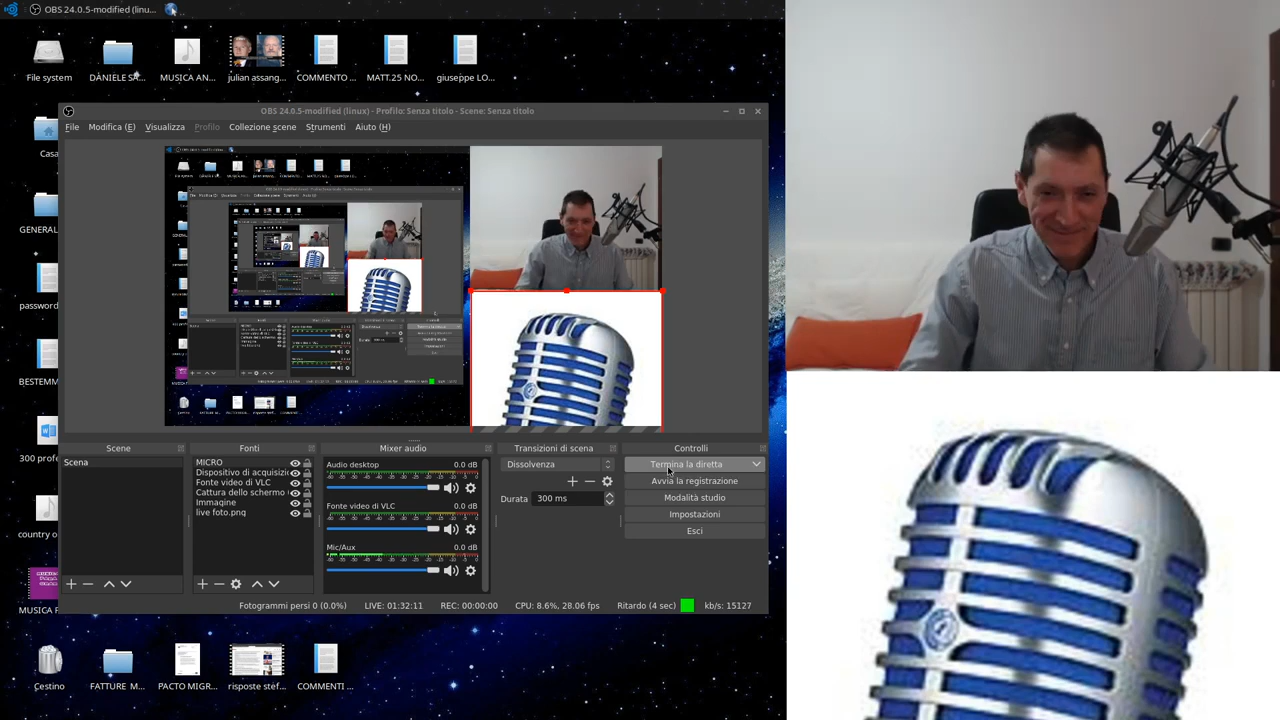 OBS 24.0.5-modified (linu...
File system
DANIELE SA...
MUSICA AN...
julian assang...
COMMENTO ...
MATT.25 NO...
giuseppe LO...
OBS 24.0.5-modified (linux) - Profilo: Senza titolo - Scene: Senza titolo
File Modifica (E) Visualizza Profilo Collezione scene Strumenti Aiuto (H)
Casa
GENERAL
password
BESTEMM
300 profe
country o
MUSICA F
Scene
Scena
Fonti
MICRO
Dispositivo di acquisizi
Fonte video di VLC
Cattura dello schermo
Immagine
live foto.png
Mixer audio
Audio desktop 0.0 dB
Fonte video di VLC 0.0 dB
Mic/Aux 0.0 dB
Transizioni di scena
Dissolvenza
Durata 300 ms
Controlli
Termina la diretta
Avvia la registrazione
Modalità studio
Impostazioni
Esci
Fotogrammi persi 0 (0.0%) LIVE: 01:32:11 REC: 00:00:00 CPU: 8.6%, 28.06 fps Ritardo (4 sec) kb/s: 15127
Cestino
FATTURE M...
PACTO MIGR...
risposte stef...
COMMENTI ...